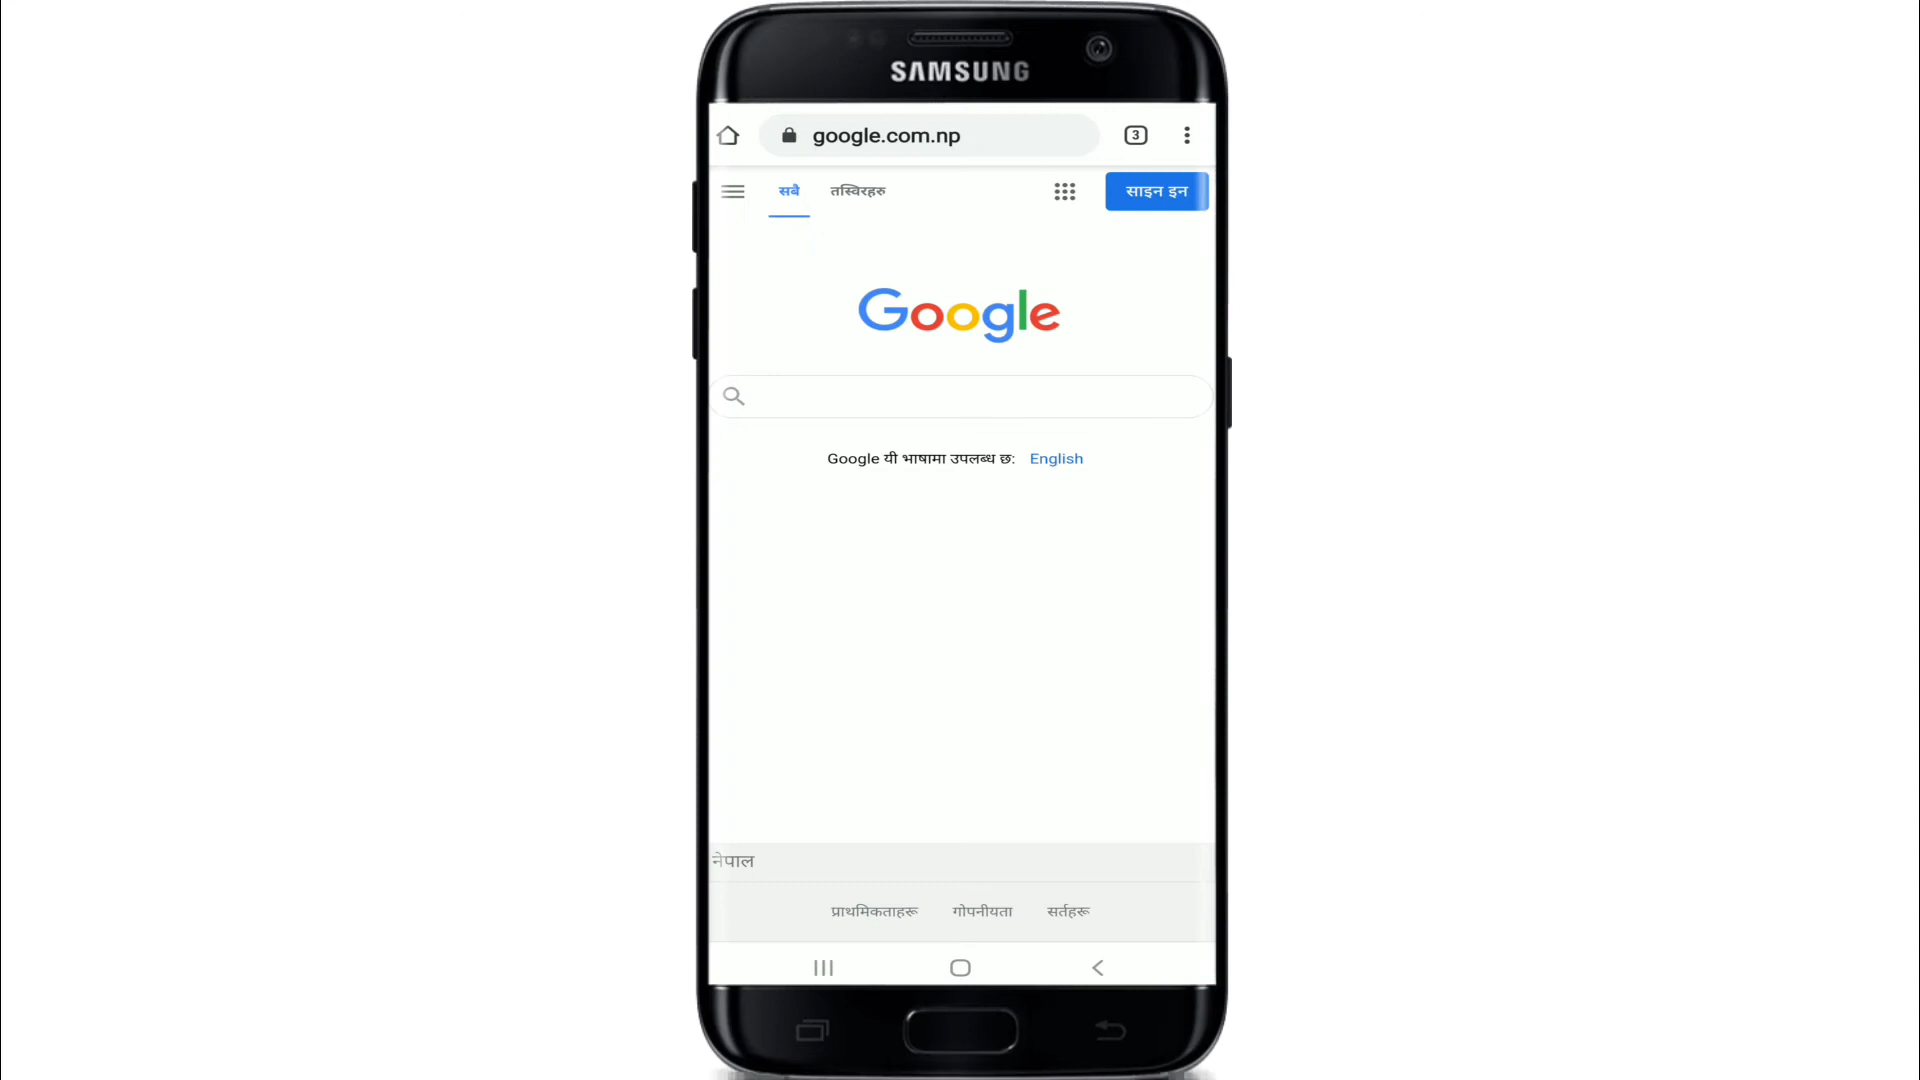 SAMSUNG
google.com.np 3
सबै तस्विरहरु साइन इन
Google
Google यी भाषामा उपलब्ध छ: English
नेपाल
प्राथमिकताहरू गोपनीयता सर्तहरू